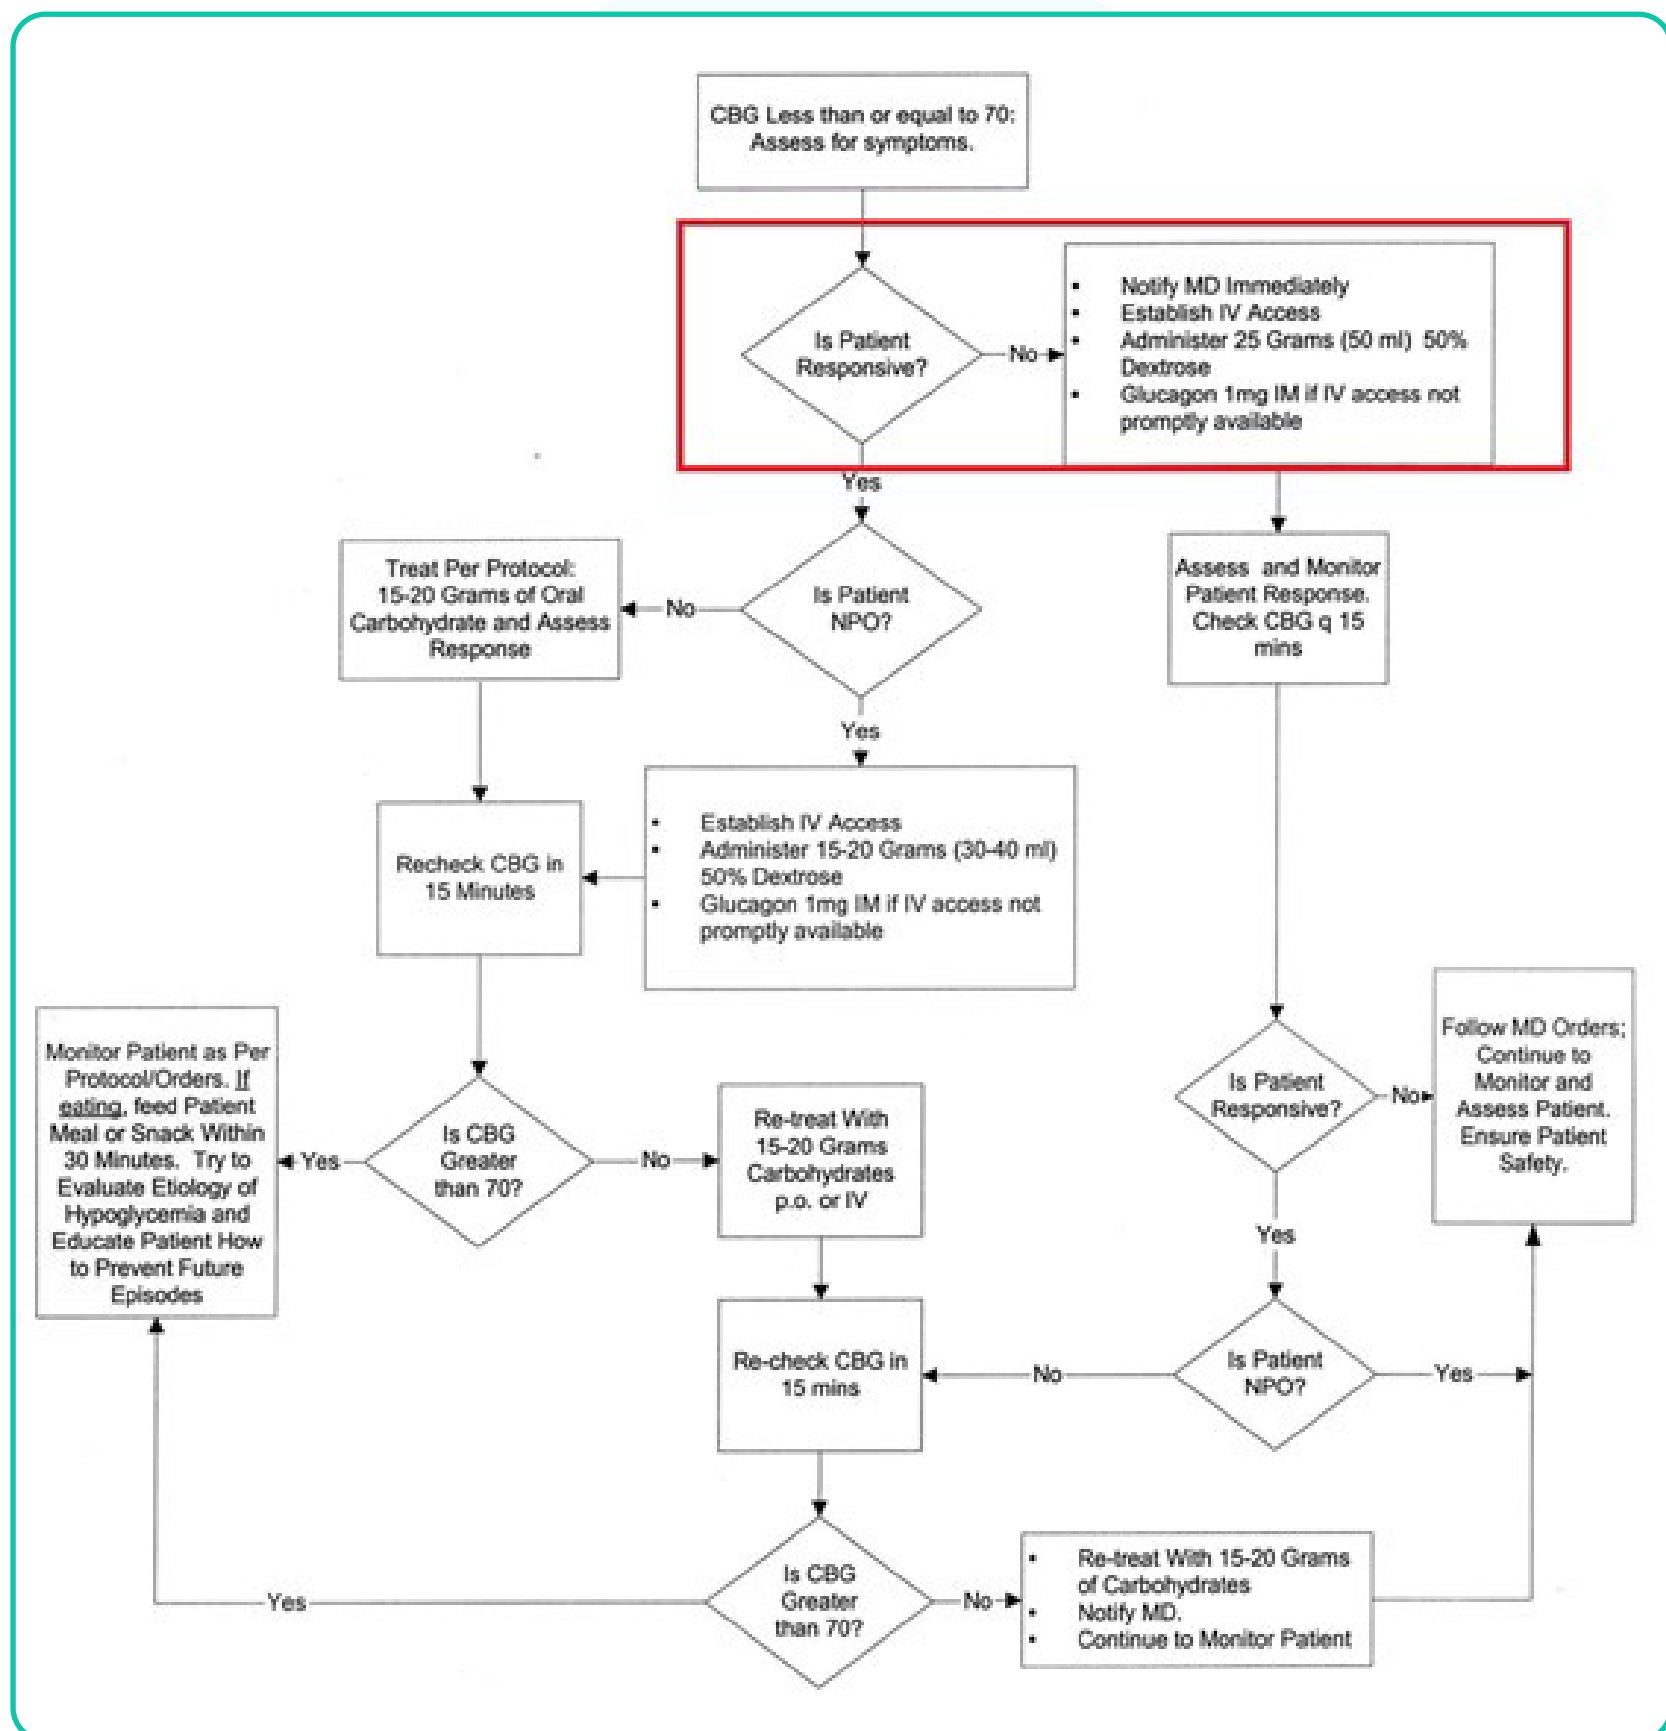 CBG Less than or equal to 70:
Assess for symptoms.
Is Patient
Responsive?
No
• Notify MD Immediately
• Establish IV Access
• Administer 25 Grams (50 ml) 50%
Dextrose
• Glucagon 1mg IM if IV access not
promptly available
Yes
Treat Per Protocol:
15-20 Grams of Oral
Carbohydrate and Assess
Response
No
Is Patient
NPO?
Assess and Monitor
Patient Response.
Check CBG q 15
mins
Yes
Recheck CBG in
15 Minutes
• Establish IV Access
• Administer 15-20 Grams (30-40 ml)
50% Dextrose
• Glucagon 1mg IM if IV access not
promptly available
Monitor Patient as Per
Protocol/Orders. If
eating, feed Patient
Meal or Snack Within
30 Minutes. Try to
Evaluate Etiology of
Hypoglycemia and
Educate Patient How
to Prevent Future
Episodes
Yes
Is CBG
Greater
than 70?
No
Re-treat With
15-20 Grams
Carbohydrates
p.o. or IV
Is Patient
Responsive?
No
Follow MD Orders;
Continue to
Monitor and
Assess Patient.
Ensure Patient
Safety.
Yes
Re-check CBG in
15 mins
No
Is Patient
NPO?
Yes
Yes
Is CBG
Greater
than 70?
No
• Re-treat With 15-20 Grams
of Carbohydrates
• Notify MD.
• Continue to Monitor Patient